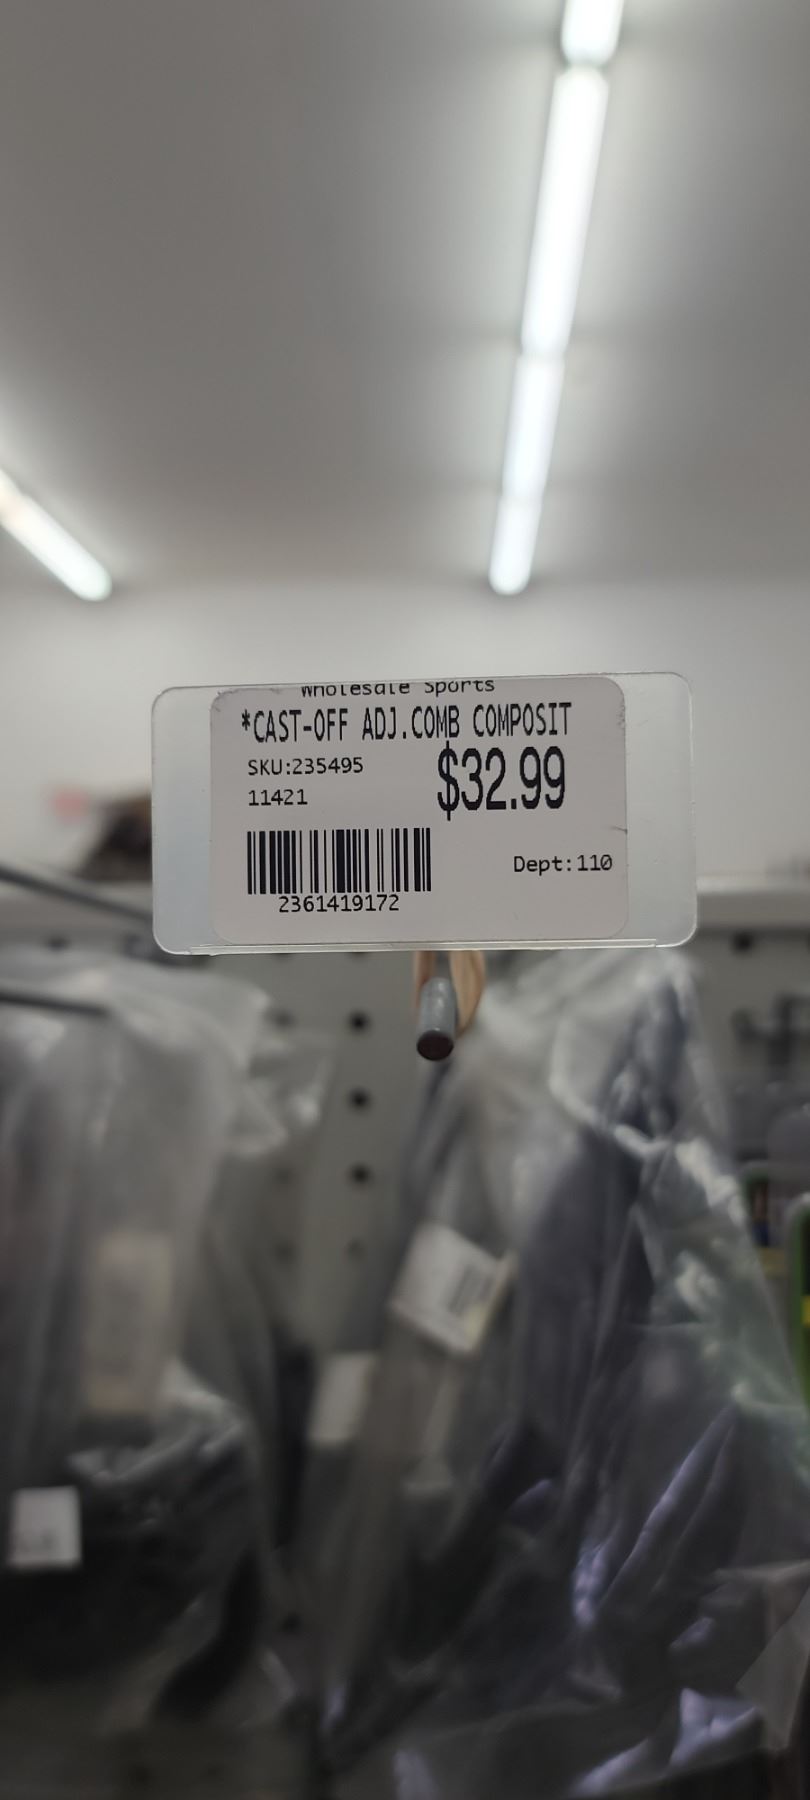 Wholesale Sports
*CAST-OFF ADJ.COMB COMPOSIT
SKU:235495
$32.99
11421
Dept:110
2361419172